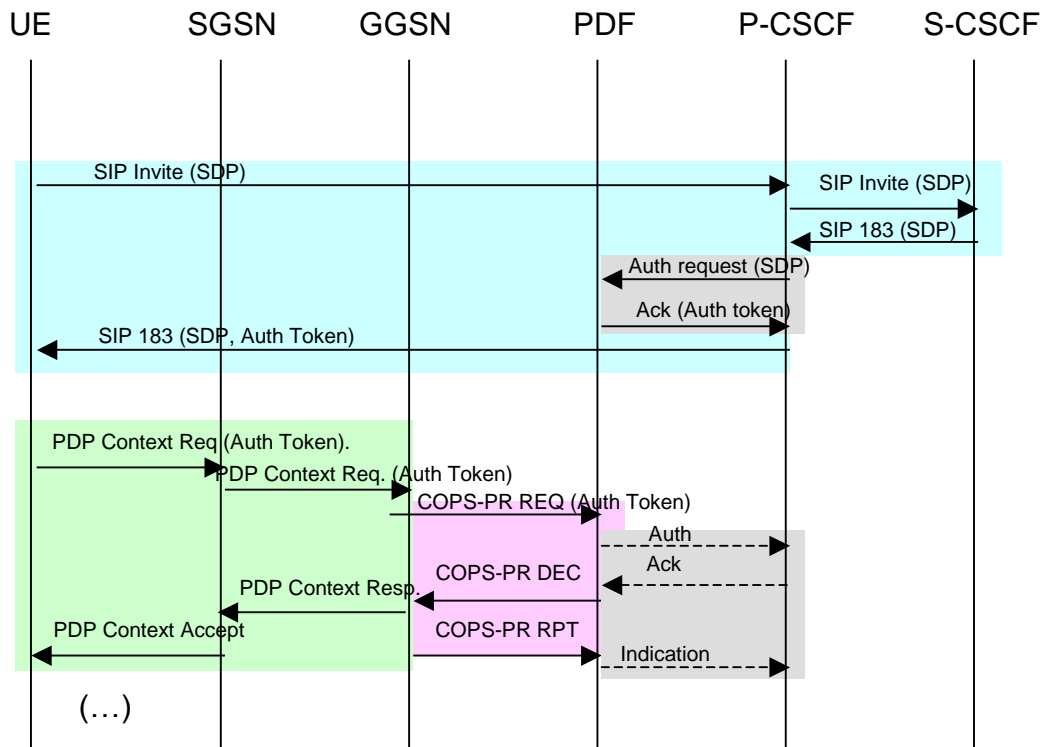 UE SGSN GGSN PDF P-CSCF S-CSCF
SIP Invite (SDP)
SIP Invite (SDP)
SIP 183 (SDP)
Auth request (SDP)
Ack (Auth token)
SIP 183 (SDP, Auth Token)
PDP Context Req (Auth Token).
PDP Context Req. (Auth Token)
COPS-PR REQ (Auth Token)
Auth
Ack
COPS-PR DEC
PDP Context Resp.
PDP Context Accept
COPS-PR RPT
Indication
(…)